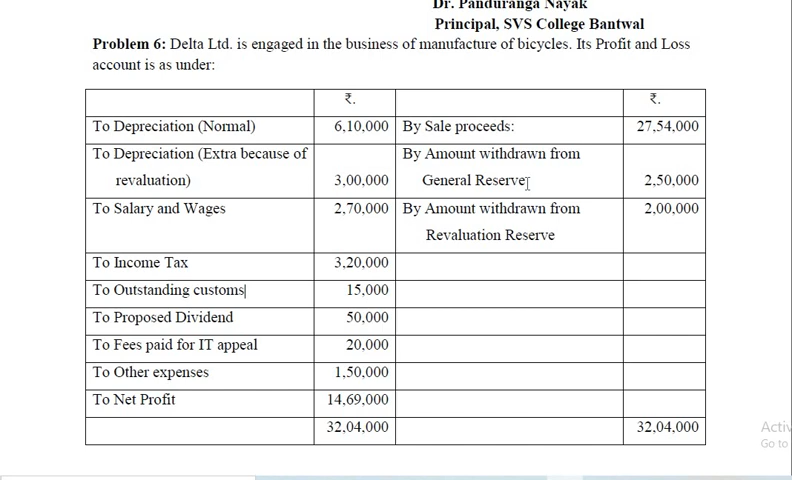 Dr. Panduranga Nayak
Principal, SVS College Bantwal
Problem 6: Delta Ltd. is engaged in the business of manufacture of bicycles. Its Profit and Loss
account is as under:
₹. ₹.
To Depreciation (Normal) 6,10,000 By Sale proceeds: 27,54,000
To Depreciation (Extra because of By Amount withdrawn from
revaluation) 3,00,000 General Reserve 2,50,000
To Salary and Wages 2,70,000 By Amount withdrawn from 2,00,000
Revaluation Reserve
To Income Tax 3,20,000
To Outstanding customs 15,000
To Proposed Dividend 50,000
To Fees paid for IT appeal 20,000
To Other expenses 1,50,000
To Net Profit 14,69,000
32,04,000 32,04,000
Activ
Go to